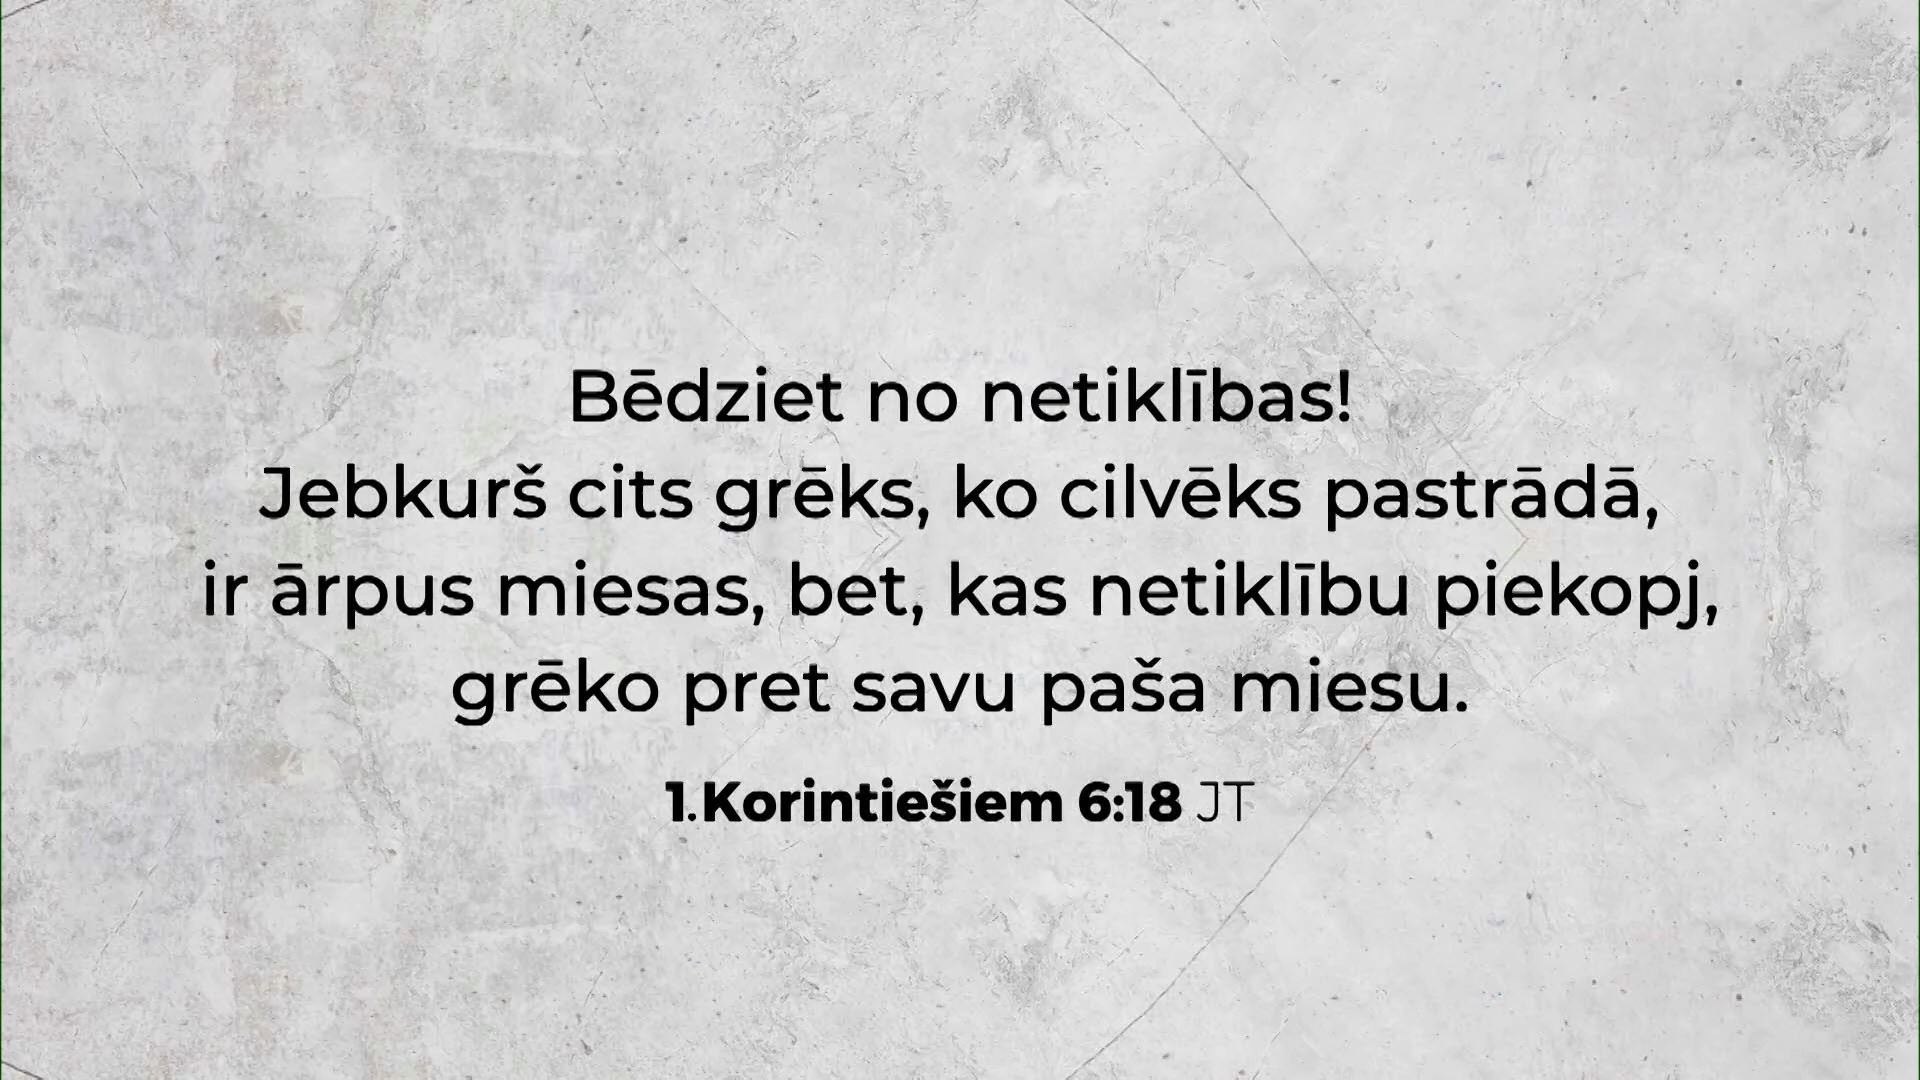 Bēdziet no netiklības!
Jebkurš cits grēks, ko cilvēks pastrādā,
ir ārpus miesas, bet, kas netiklību piekopj,
grēko pret savu paša miesu.
1.Korintiešiem 6:18 JT